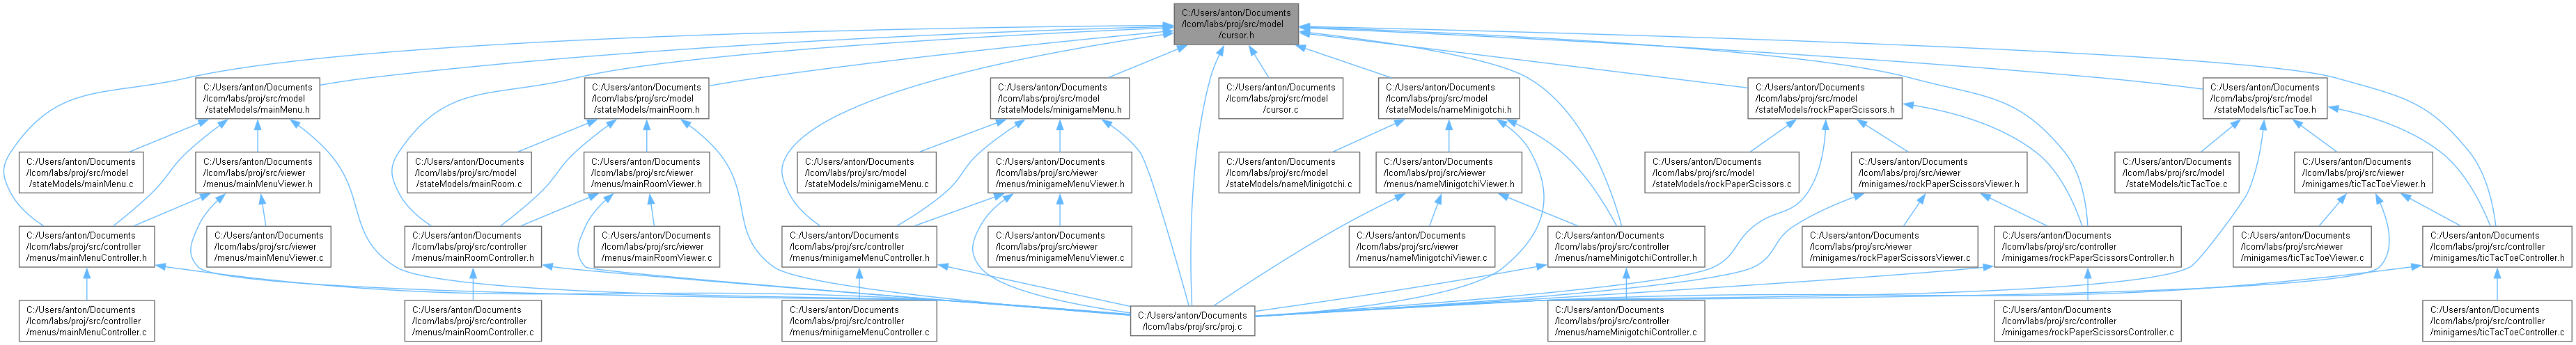 C:/Users/anton/Documents
/lcom/labs/proj/src/model
/cursor.h
C:/Users/anton/Documents
/lcom/labs/proj/src/model
/stateModels/mainMenu.h
C:/Users/anton/Documents
/lcom/labs/proj/src/model
/stateModels/mainRoom.h
C:/Users/anton/Documents
/lcom/labs/proj/src/model
/stateModels/minigameMenu.h
C:/Users/anton/Documents
/lcom/labs/proj/src/model
/cursor.c
C:/Users/anton/Documents
/lcom/labs/proj/src/model
/stateModels/nameMinigotchi.h
C:/Users/anton/Documents
/lcom/labs/proj/src/model
/stateModels/rockPaperScissors.h
C:/Users/anton/Documents
/lcom/labs/proj/src/model
/stateModels/ticTacToe.h
C:/Users/anton/Documents
/lcom/labs/proj/src/model
/stateModels/mainMenu.c
C:/Users/anton/Documents
/lcom/labs/proj/src/viewer
/menus/mainMenuViewer.h
C:/Users/anton/Documents
/lcom/labs/proj/src/model
/stateModels/mainRoom.c
C:/Users/anton/Documents
/lcom/labs/proj/src/viewer
/menus/mainRoomViewer.h
C:/Users/anton/Documents
/lcom/labs/proj/src/model
/stateModels/minigameMenu.c
C:/Users/anton/Documents
/lcom/labs/proj/src/viewer
/menus/minigameMenuViewer.h
C:/Users/anton/Documents
/lcom/labs/proj/src/model
/stateModels/nameMinigotchi.c
C:/Users/anton/Documents
/lcom/labs/proj/src/viewer
/menus/nameMinigotchiViewer.h
C:/Users/anton/Documents
/lcom/labs/proj/src/model
/stateModels/rockPaperScissors.c
C:/Users/anton/Documents
/lcom/labs/proj/src/viewer
/minigames/rockPaperScissorsViewer.h
C:/Users/anton/Documents
/lcom/labs/proj/src/model
/stateModels/ticTacToe.c
C:/Users/anton/Documents
/lcom/labs/proj/src/viewer
/minigames/ticTacToeViewer.h
C:/Users/anton/Documents
/lcom/labs/proj/src/controller
/menus/mainMenuController.h
C:/Users/anton/Documents
/lcom/labs/proj/src/viewer
/menus/mainMenuViewer.c
C:/Users/anton/Documents
/lcom/labs/proj/src/controller
/menus/mainRoomController.h
C:/Users/anton/Documents
/lcom/labs/proj/src/viewer
/menus/mainRoomViewer.c
C:/Users/anton/Documents
/lcom/labs/proj/src/controller
/menus/minigameMenuController.h
C:/Users/anton/Documents
/lcom/labs/proj/src/viewer
/menus/minigameMenuViewer.c
C:/Users/anton/Documents
/lcom/labs/proj/src/viewer
/menus/nameMinigotchiViewer.c
C:/Users/anton/Documents
/lcom/labs/proj/src/controller
/menus/nameMinigotchiController.h
C:/Users/anton/Documents
/lcom/labs/proj/src/viewer
/minigames/rockPaperScissorsViewer.c
C:/Users/anton/Documents
/lcom/labs/proj/src/controller
/minigames/rockPaperScissorsController.h
C:/Users/anton/Documents
/lcom/labs/proj/src/viewer
/minigames/ticTacToeViewer.c
C:/Users/anton/Documents
/lcom/labs/proj/src/controller
/minigames/ticTacToeController.h
C:/Users/anton/Documents
/lcom/labs/proj/src/controller
/menus/mainMenuController.c
C:/Users/anton/Documents
/lcom/labs/proj/src/controller
/menus/mainRoomController.c
C:/Users/anton/Documents
/lcom/labs/proj/src/controller
/menus/minigameMenuController.c
C:/Users/anton/Documents
/lcom/labs/proj/src/proj.c
C:/Users/anton/Documents
/lcom/labs/proj/src/controller
/menus/nameMinigotchiController.c
C:/Users/anton/Documents
/lcom/labs/proj/src/controller
/minigames/rockPaperScissorsController.c
C:/Users/anton/Documents
/lcom/labs/proj/src/controller
/minigames/ticTacToeController.c